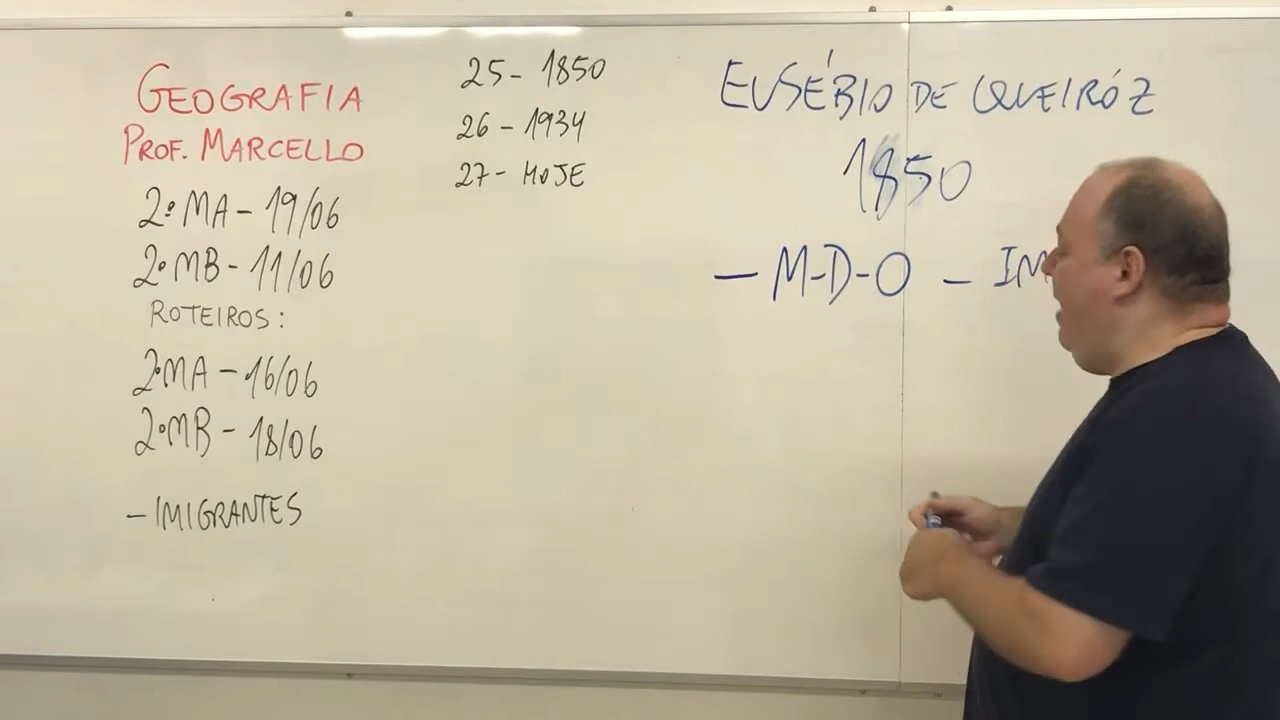 GEOGRAFIA
PROF. MARCELLO
2º MA - 19/06
2º MB - 11/06
ROTEIROS:
2º MA - 16/06
2º MB - 18/06
- IMIGRANTES
25 - 1850
26 - 1934
27 - HOJE
EUSÉBIO DE QUEIRÓZ
1850
- M-D-O - IM